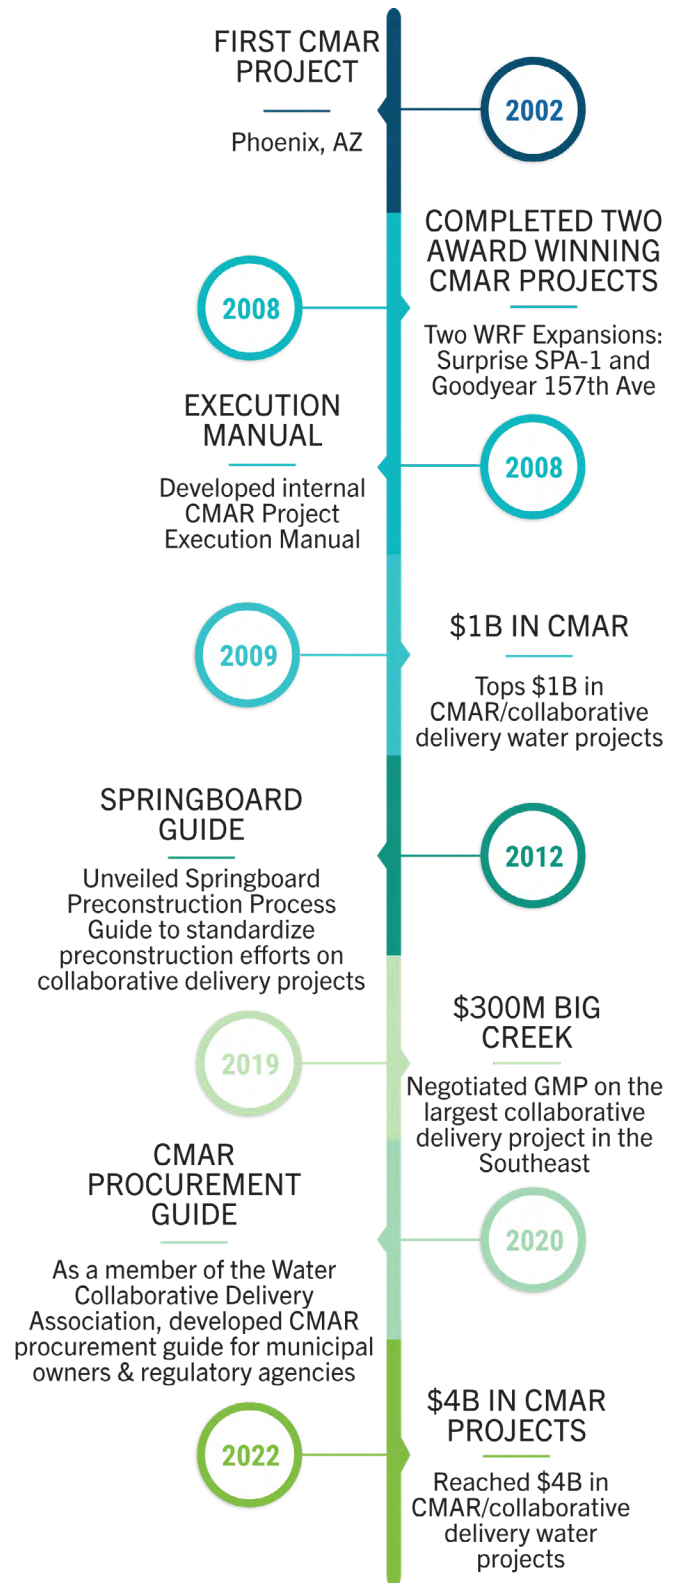 FIRST CMAR
PROJECT
Phoenix, AZ
2002
COMPLETED TWO
AWARD WINNING
CMAR PROJECTS
Two WRF Expansions:
Surprise SPA-1 and
Goodyear 157th Ave
2008
EXECUTION
MANUAL
Developed internal
CMAR Project
Execution Manual
2008
$1B IN CMAR
Tops $1B in
CMAR/collaborative
delivery water projects
2009
SPRINGBOARD
GUIDE
Unveiled Springboard
Preconstruction Process
Guide to standardize
preconstruction efforts on
collaborative delivery projects
2012
$300M BIG
CREEK
Negotiated GMP on the
largest collaborative
delivery project in the
Southeast
2019
CMAR
PROCUREMENT
GUIDE
As a member of the Water
Collaborative Delivery
Association, developed CMAR
procurement guide for municipal
owners & regulatory agencies
2020
$4B IN CMAR
PROJECTS
Reached $4B in
CMAR/collaborative
delivery water
projects
2022